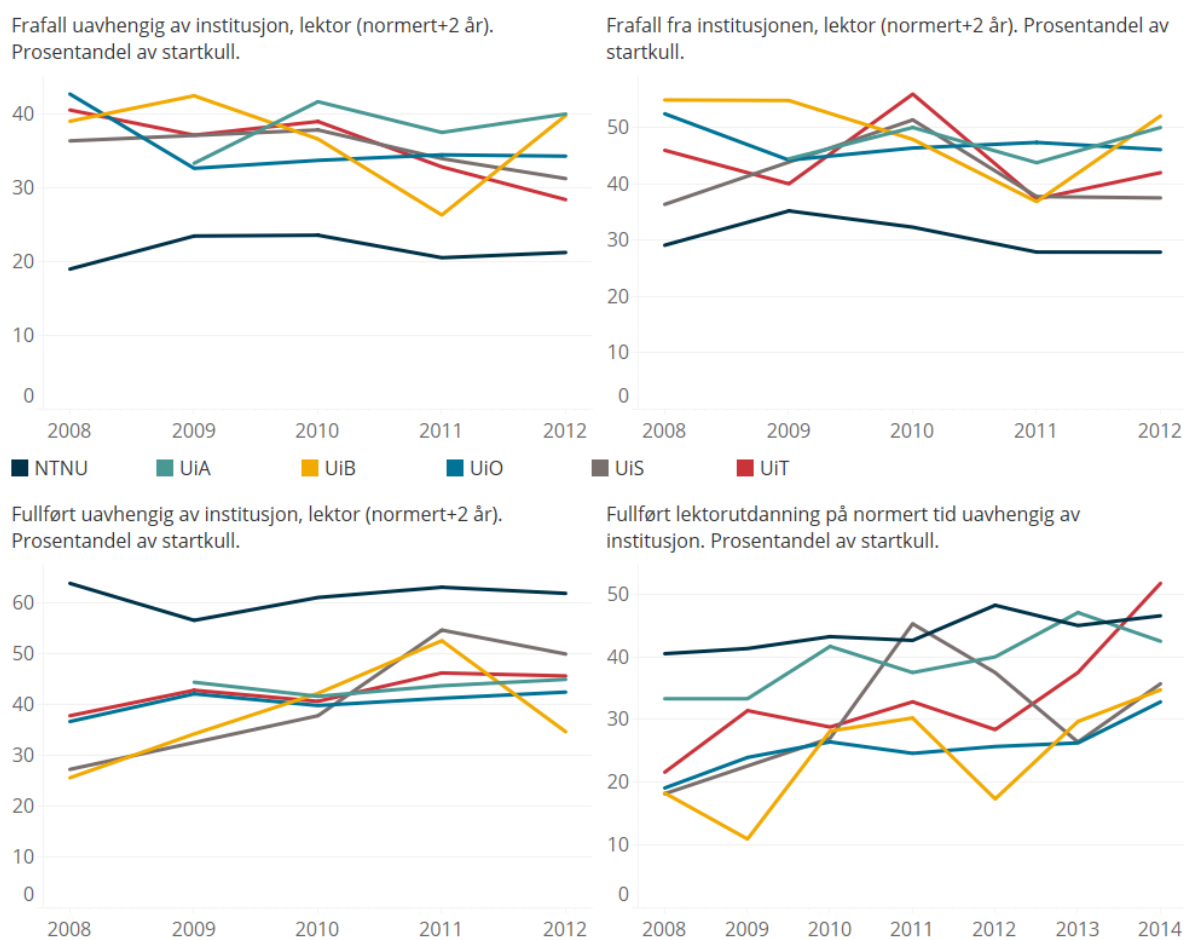 Frafall uavhengig av institusjon, lektor (normert+2 år).
Prosentandel av startkull.
40
30
20
10
0
2008 2009 2010 2011 2012
Frafall fra institusjonen, lektor (normert+2 år). Prosentandel av
startkull.
50
40
30
20
10
0
2008 2009 2010 2011 2012
NTNU UiA UiB UiO UiS UiT
Fullført uavhengig av institusjon, lektor (normert+2 år).
Prosentandel av startkull.
60
50
40
30
20
10
0
2008 2009 2010 2011 2012
Fullført lektorutdanning på normert tid uavhengig av
institusjon. Prosentandel av startkull.
50
40
30
20
10
0
2008 2009 2010 2011 2012 2013 2014